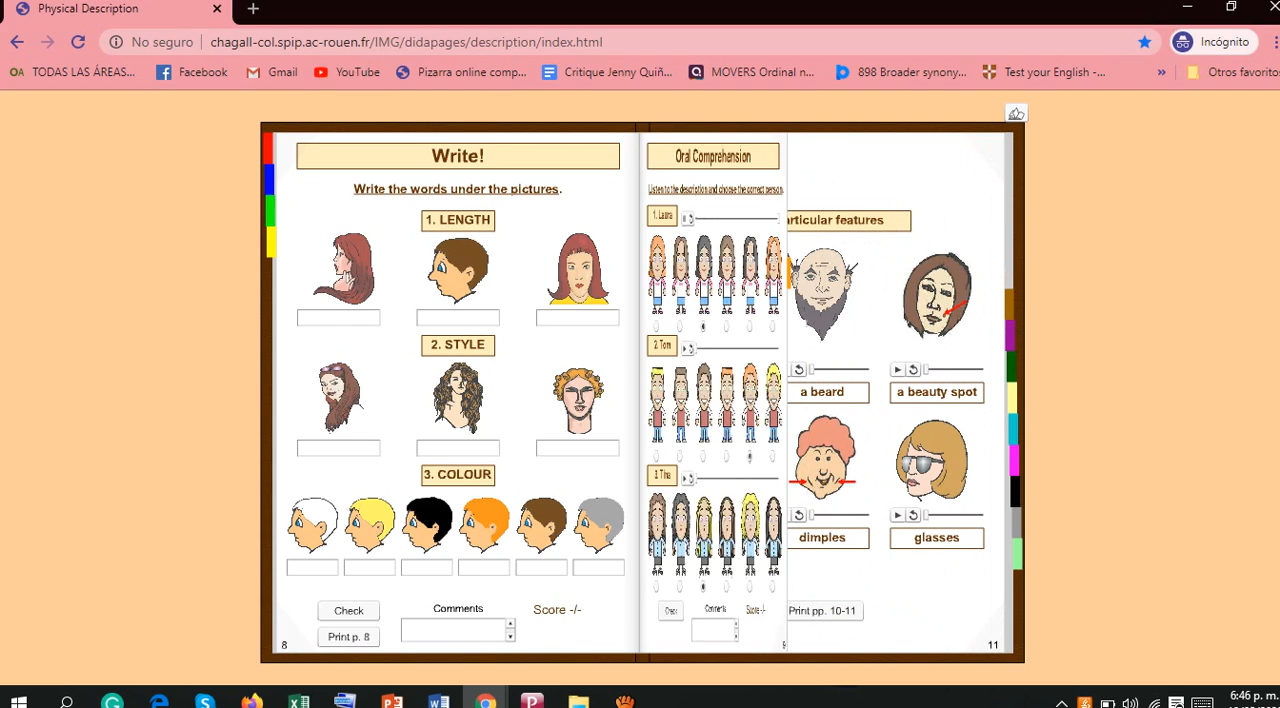 Physical Description
No seguro
chagall-col.spip.ac-rouen.fr/IMG/didapages/description/index.html
Incógnito
TODAS LAS ÁREAS...
Facebook
Gmail
YouTube
Pizarra online comp...
Critique Jenny Quiñ...
MOVERS Ordinal n...
898 Broader synony...
Test your English -...
»
Otros favoritos
Write!
Write the words under the pictures.
1. LENGTH
2. STYLE
3. COLOUR
Check
Comments
Score -/-
Print p. 8
8
Oral Comprehension
Listen to the description and choose the correct person.
1. Laura
2. Tom
Check
Comments
Score -/-
9
articular features
a beard
a beauty spot
dimples
glasses
Print pp. 10-11
11
6:46 p. m.